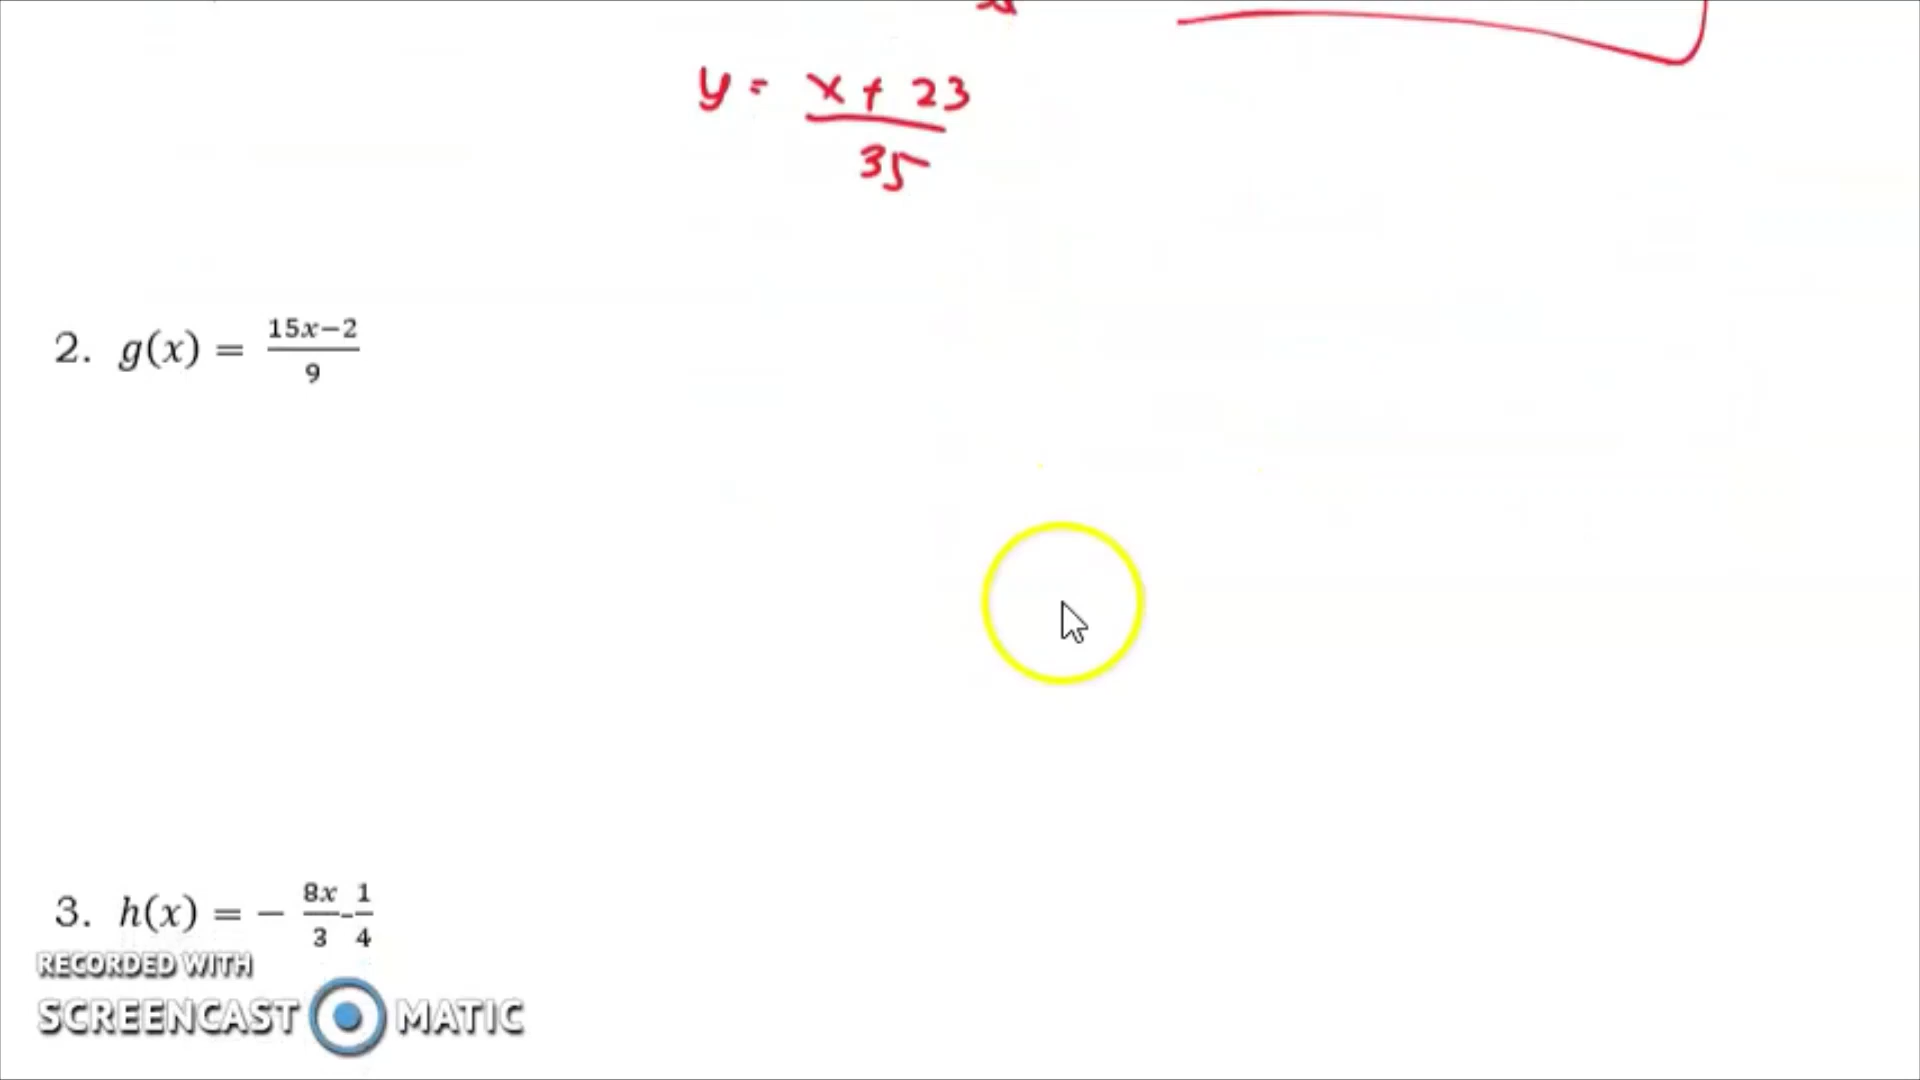 y = x + 23
35
2. g(x) = 15x−2
9
3. h(x) = − 8x/3 - 1/4
RECORDED WITH
SCREENCAST MATIC